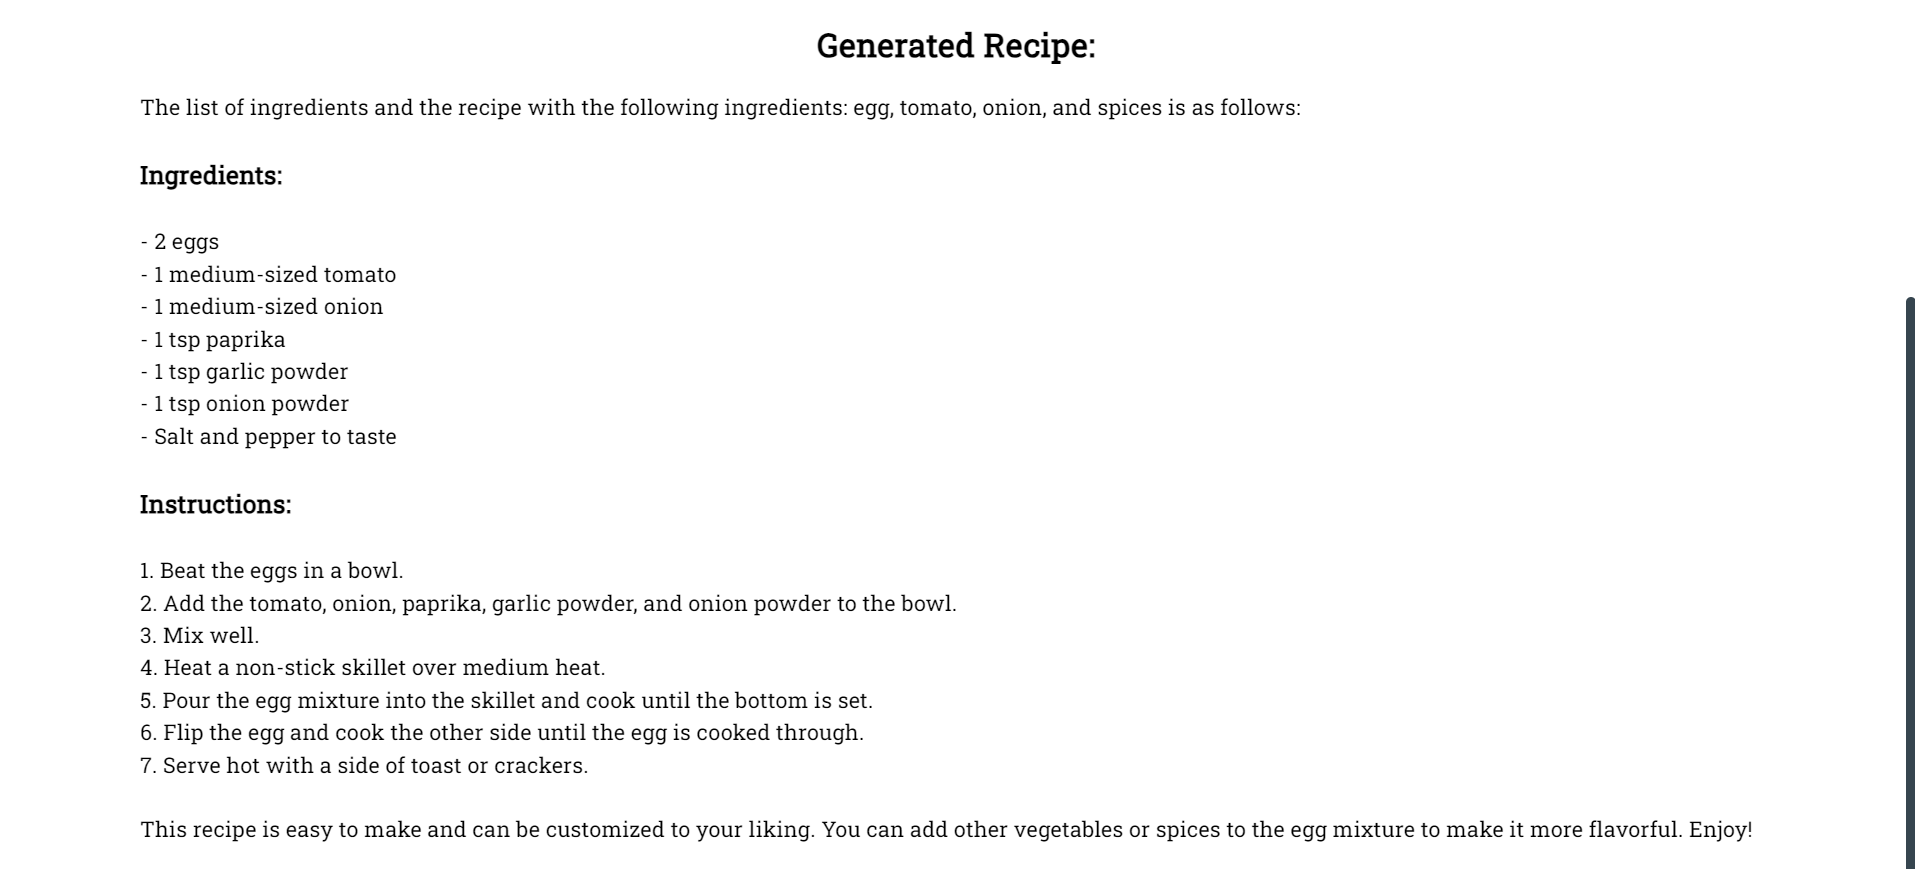 Generated Recipe:
The list of ingredients and the recipe with the following ingredients: egg, tomato, onion, and spices is as follows:
Ingredients:
- 2 eggs
- 1 medium-sized tomato
- 1 medium-sized onion
- 1 tsp paprika
- 1 tsp garlic powder
- 1 tsp onion powder
- Salt and pepper to taste
Instructions:
1. Beat the eggs in a bowl.
2. Add the tomato, onion, paprika, garlic powder, and onion powder to the bowl.
3. Mix well.
4. Heat a non-stick skillet over medium heat.
5. Pour the egg mixture into the skillet and cook until the bottom is set.
6. Flip the egg and cook the other side until the egg is cooked through.
7. Serve hot with a side of toast or crackers.
This recipe is easy to make and can be customized to your liking. You can add other vegetables or spices to the egg mixture to make it more flavorful. Enjoy!